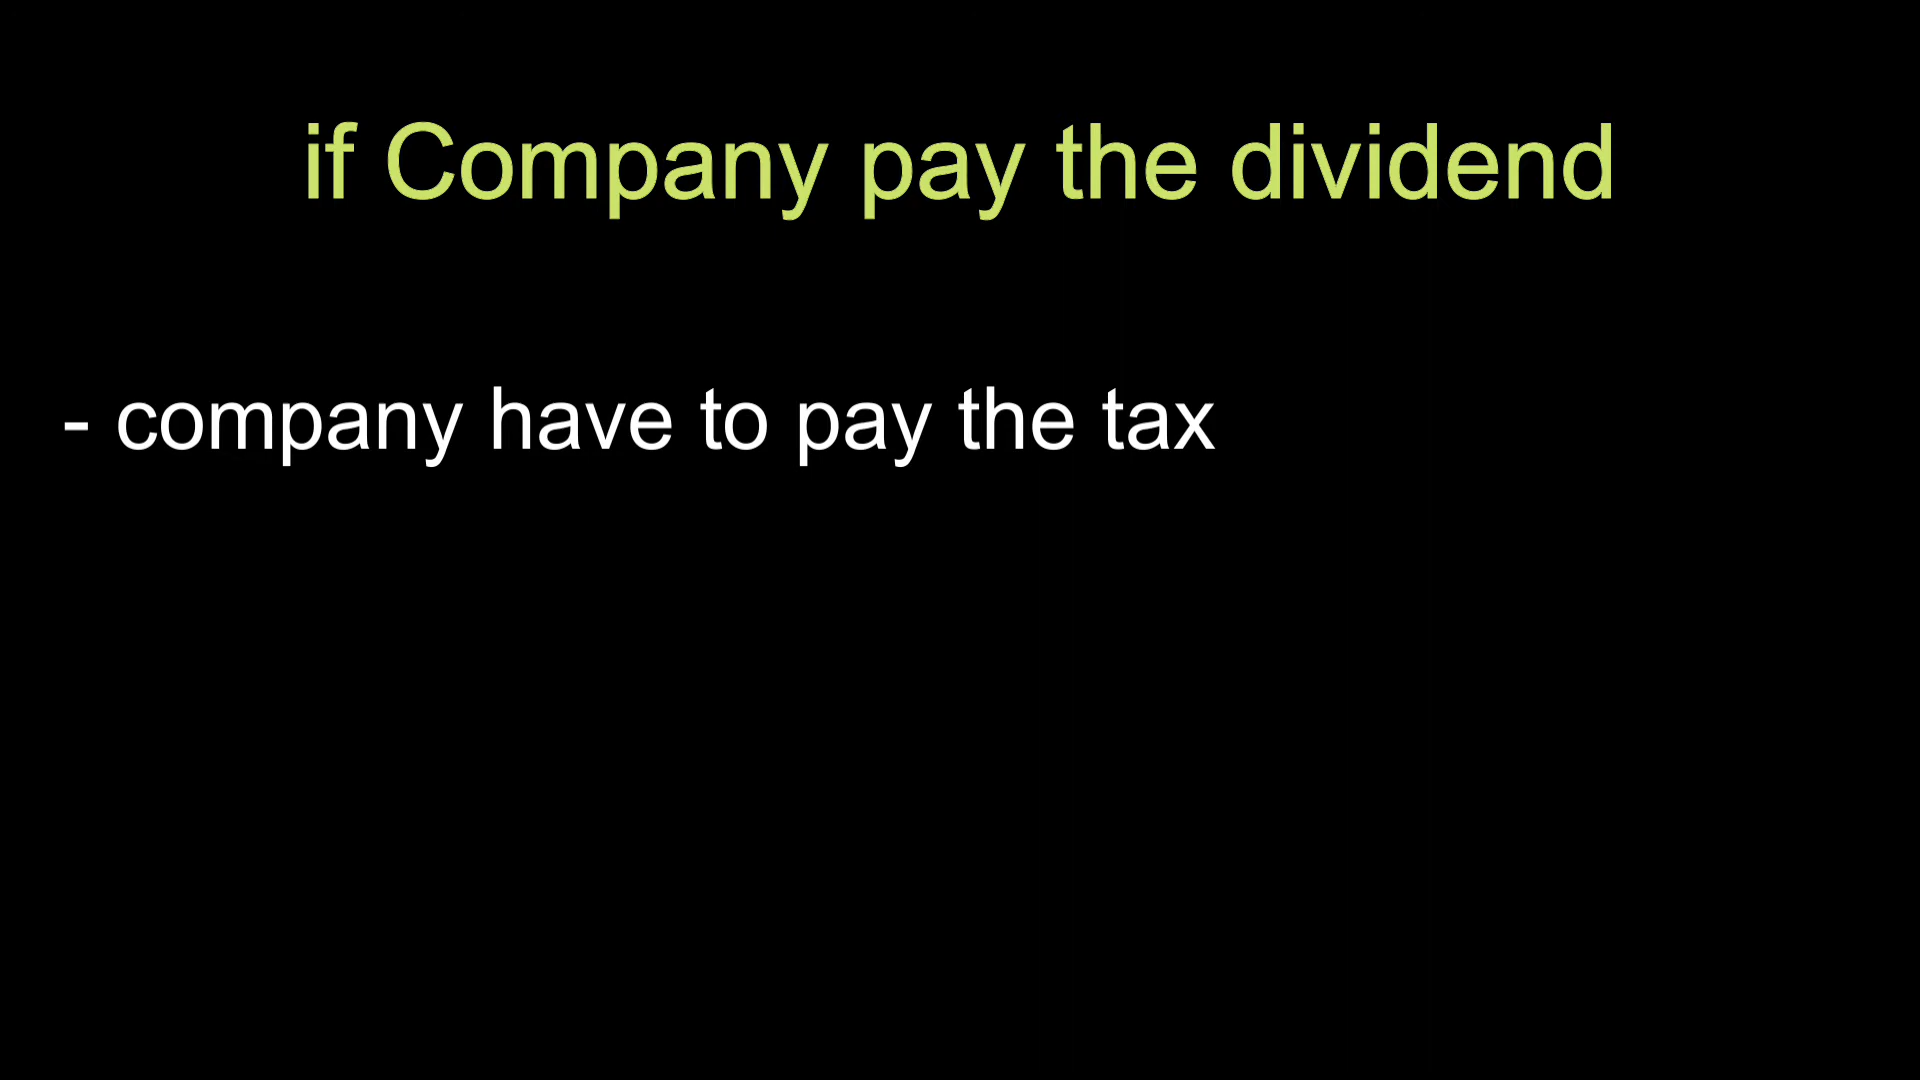 if Company pay the dividend
- company have to pay the tax